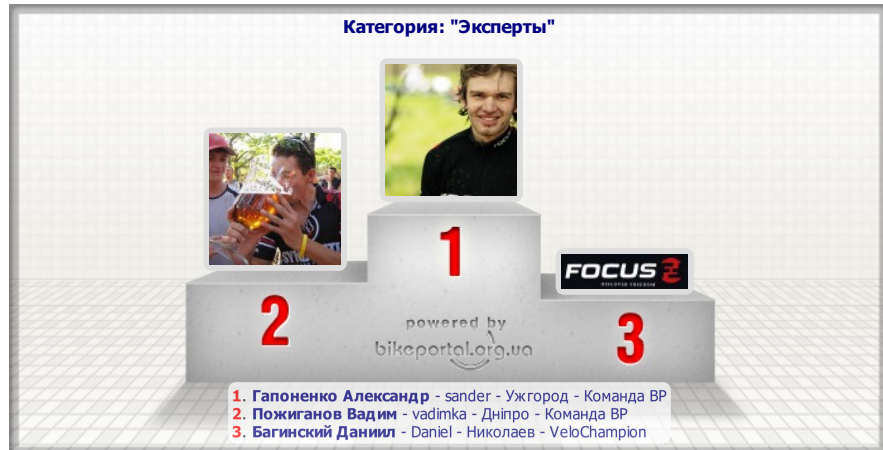 Категория: "Эксперты"
FOCUS
1
2
3
powered by
bikeportal.org.ua
1. Гапоненко Александр - sander - Ужгород - Команда BP
2. Пожиганов Вадим - vadimka - Дніпро - Команда BP
3. Багинский Даниил - Daniel - Николаев - VeloChampion